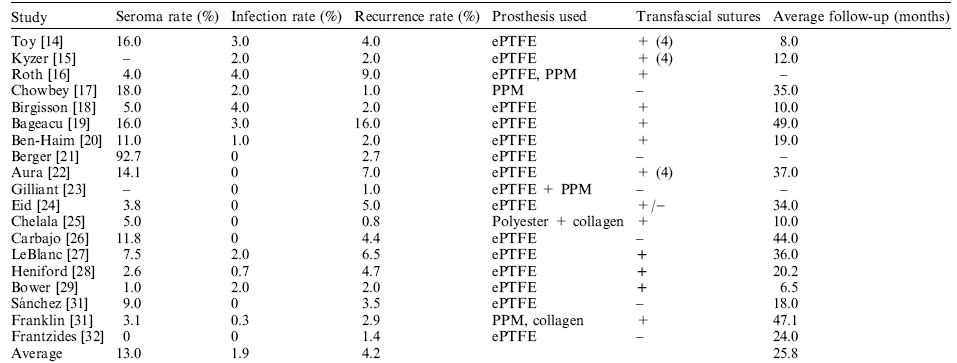 Study Seroma rate (%) Infection rate (%) Recurrence rate (%) Prosthesis used Transfascial sutures Average follow-up (months)
Toy [14] 16.0 3.0 4.0 ePTFE + (4) 8.0
Kyzer [15] – 2.0 2.0 ePTFE + (4) 12.0
Roth [16] 4.0 4.0 9.0 ePTFE, PPM + –
Chowbey [17] 18.0 2.0 1.0 PPM – 35.0
Birgisson [18] 5.0 4.0 2.0 ePTFE + 10.0
Bageacu [19] 16.0 3.0 16.0 ePTFE + 49.0
Ben-Haim [20] 11.0 1.0 2.0 ePTFE + 19.0
Berger [21] 92.7 0 2.7 ePTFE – –
Aura [22] 14.1 0 7.0 ePTFE + (4) 37.0
Gilliant [23] – 0 1.0 ePTFE + PPM – –
Eid [24] 3.8 0 5.0 ePTFE +/– 34.0
Chelala [25] 5.0 0 0.8 Polyester + collagen + 10.0
Carbajo [26] 11.8 0 4.4 ePTFE – 44.0
LeBlanc [27] 7.5 2.0 6.5 ePTFE + 36.0
Heniford [28] 2.6 0.7 4.7 ePTFE + 20.2
Bower [29] 1.0 2.0 2.0 ePTFE + 6.5
Sánchez [31] 9.0 0 3.5 ePTFE – 18.0
Franklin [31] 3.1 0.3 2.9 PPM, collagen + 47.1
Frantzides [32] 0 0 1.4 ePTFE – 24.0
Average 13.0 1.9 4.2 25.8